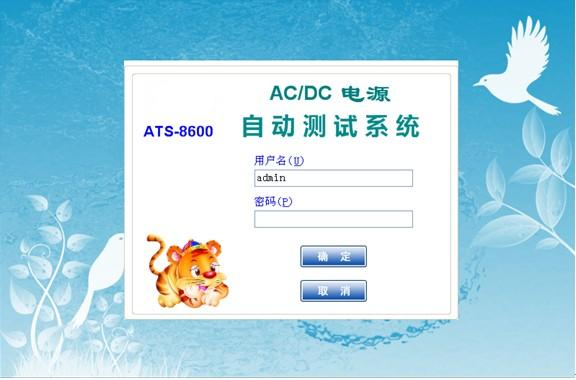 AC/DC 电源
ATS-8600
自动测试系统
用户名(U)
admin
密码(P)
确 定
取 消